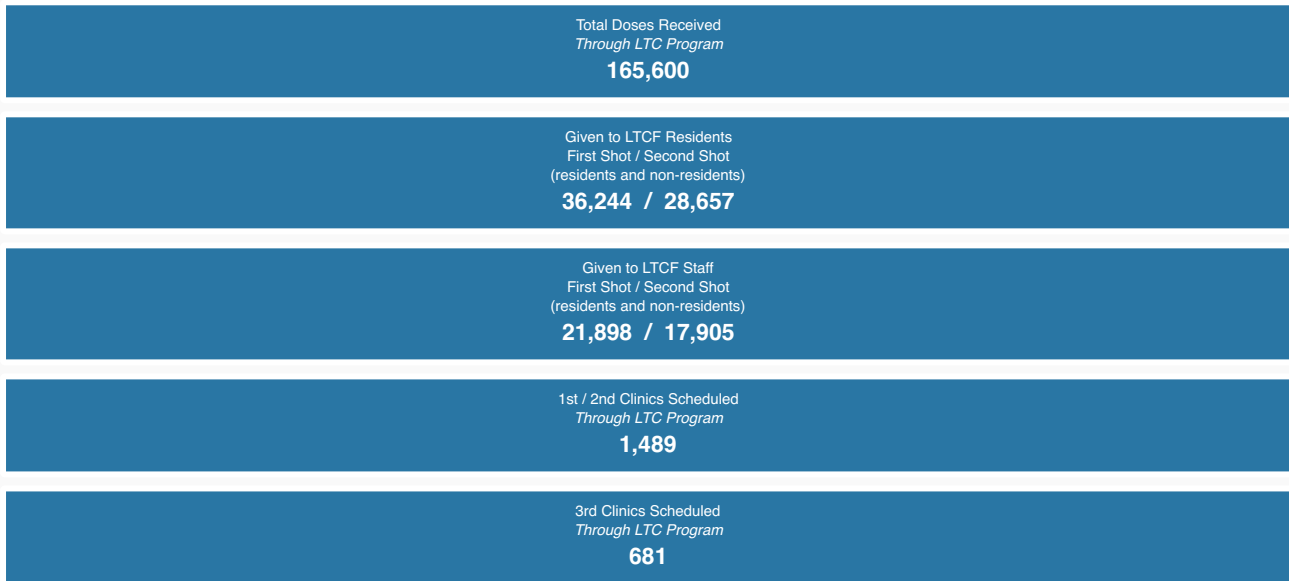 Total Doses Received
Through LTC Program
165,600
Given to LTCF Residents
First Shot / Second Shot
(residents and non-residents)
36,244 / 28,657
Given to LTCF Staff
First Shot / Second Shot
(residents and non-residents)
21,898 / 17,905
1st / 2nd Clinics Scheduled
Through LTC Program
1,489
3rd Clinics Scheduled
Through LTC Program
681